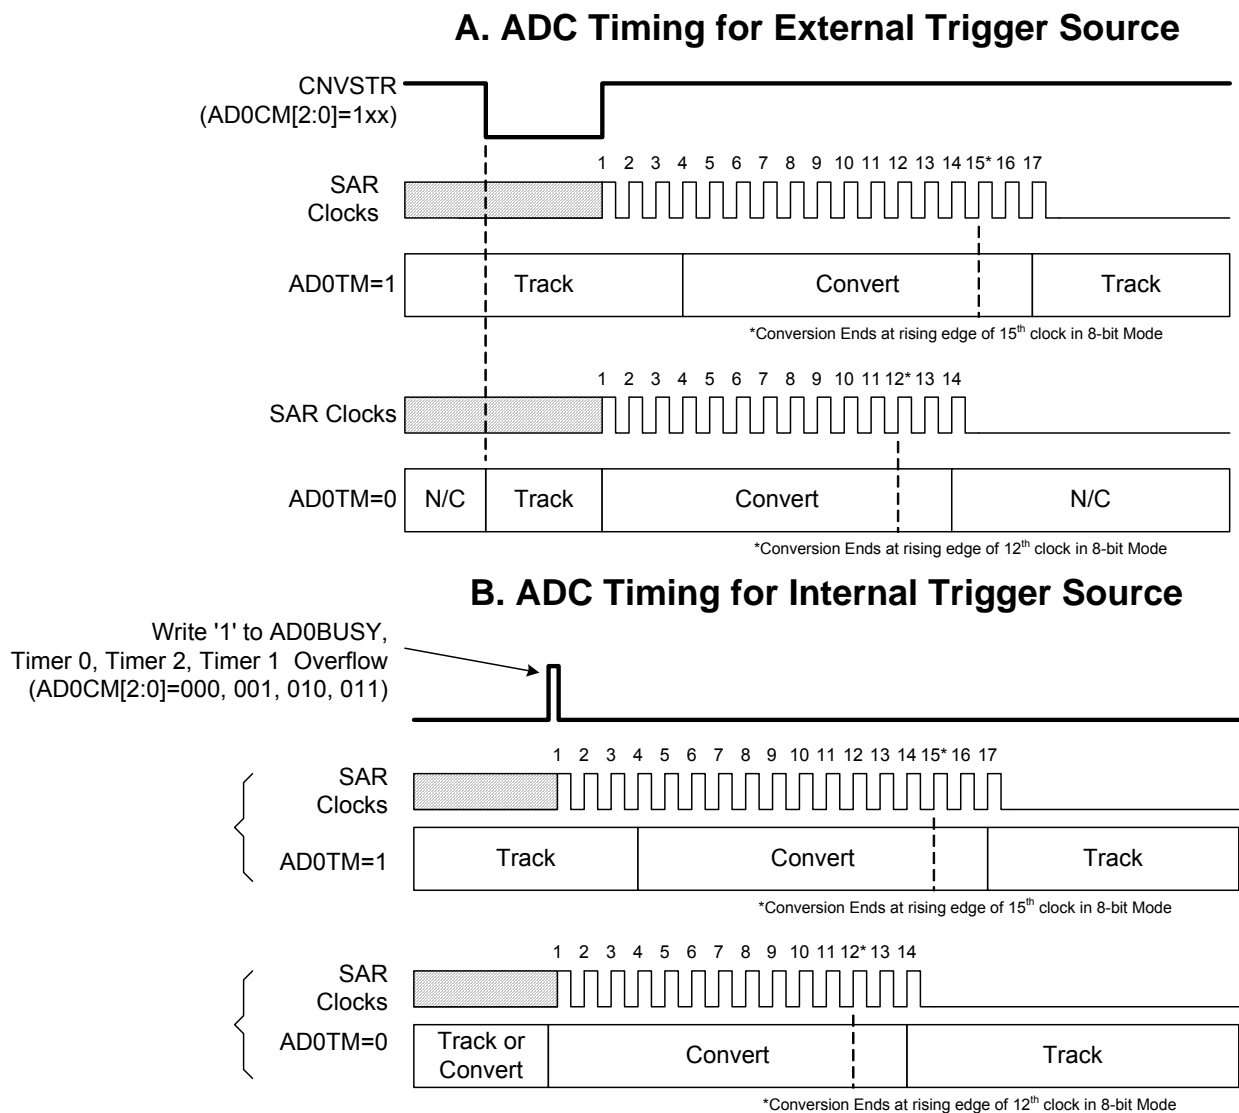 A. ADC Timing for External Trigger Source
CNVSTR
(AD0CM[2:0]=1xx)
1 2 3 4 5 6 7 8 9 10 11 12 13 14 15* 16 17
SAR
Clocks
AD0TM=1
Track
Convert
Track
*Conversion Ends at rising edge of 15th clock in 8-bit Mode
1 2 3 4 5 6 7 8 9 10 11 12* 13 14
SAR Clocks
AD0TM=0
N/C
Track
Convert
N/C
*Conversion Ends at rising edge of 12th clock in 8-bit Mode
B. ADC Timing for Internal Trigger Source
Write '1' to AD0BUSY,
Timer 0, Timer 2, Timer 1 Overflow
(AD0CM[2:0]=000, 001, 010, 011)
1 2 3 4 5 6 7 8 9 10 11 12 13 14 15* 16 17
SAR
Clocks
AD0TM=1
Track
Convert
Track
*Conversion Ends at rising edge of 15th clock in 8-bit Mode
1 2 3 4 5 6 7 8 9 10 11 12* 13 14
SAR
Clocks
AD0TM=0
Track or
Convert
Convert
Track
*Conversion Ends at rising edge of 12th clock in 8-bit Mode